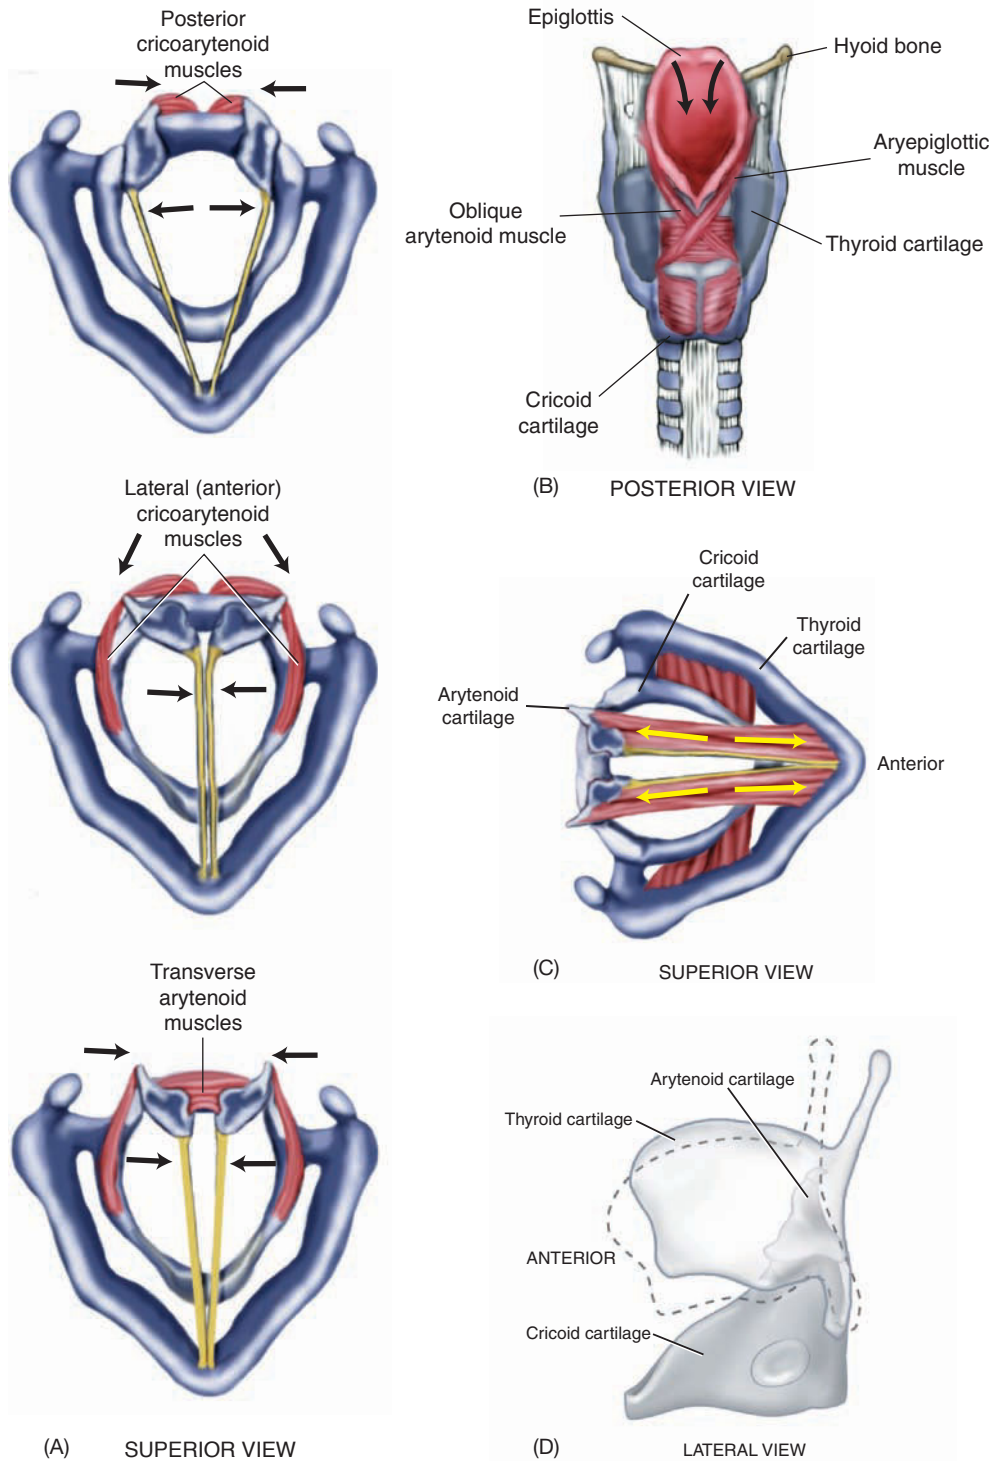 Posterior
cricoarytenoid
muscles
Lateral (anterior)
cricoarytenoid
muscles
Transverse
arytenoid
muscles
(A) SUPERIOR VIEW
Epiglottis
Hyoid bone
Aryepiglottic
muscle
Oblique
arytenoid muscle
Thyroid cartilage
Cricoid
cartilage
(B) POSTERIOR VIEW
Cricoid
cartilage
Thyroid
cartilage
Arytenoid
cartilage
Anterior
(C) SUPERIOR VIEW
Arytenoid cartilage
Thyroid cartilage
ANTERIOR
Cricoid cartilage
(D) LATERAL VIEW